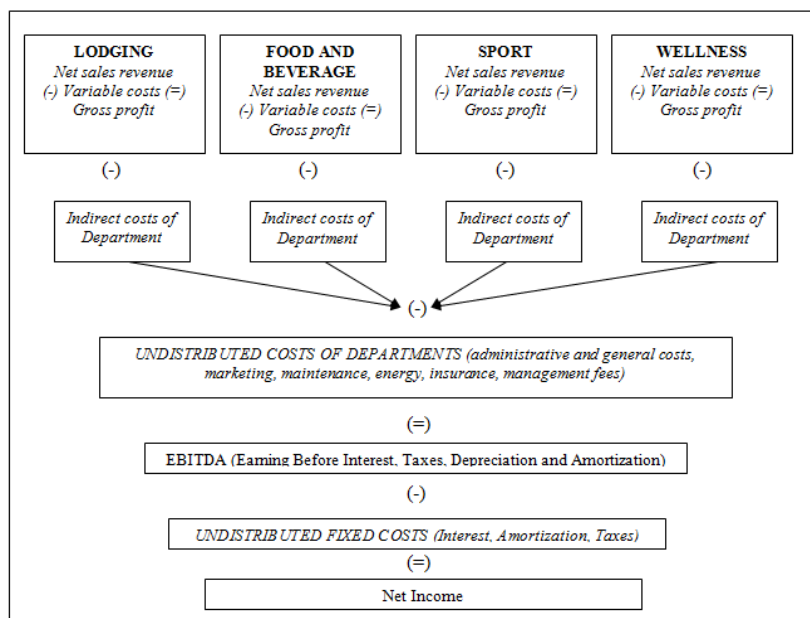 LODGING
Net sales revenue
(-) Variable costs (=)
Gross profit
FOOD AND
BEVERAGE
Net sales revenue
(-) Variable costs (=)
Gross profit
SPORT
Net sales revenue
(-) Variable costs (=)
Gross profit
WELLNESS
Net sales revenue
(-) Variable costs (=)
Gross profit
(-)
(-)
(-)
(-)
Indirect costs of
Department
Indirect costs of
Department
Indirect costs of
Department
Indirect costs of
Department
(-)
UNDISTRIBUTED COSTS OF DEPARTMENTS (administrative and general costs,
marketing, maintenance, energy, insurance, management fees)
(=)
EBITDA (Earning Before Interest, Taxes, Depreciation and Amortization)
(-)
UNDISTRIBUTED FIXED COSTS (Interest, Amortization, Taxes)
(=)
Net Income